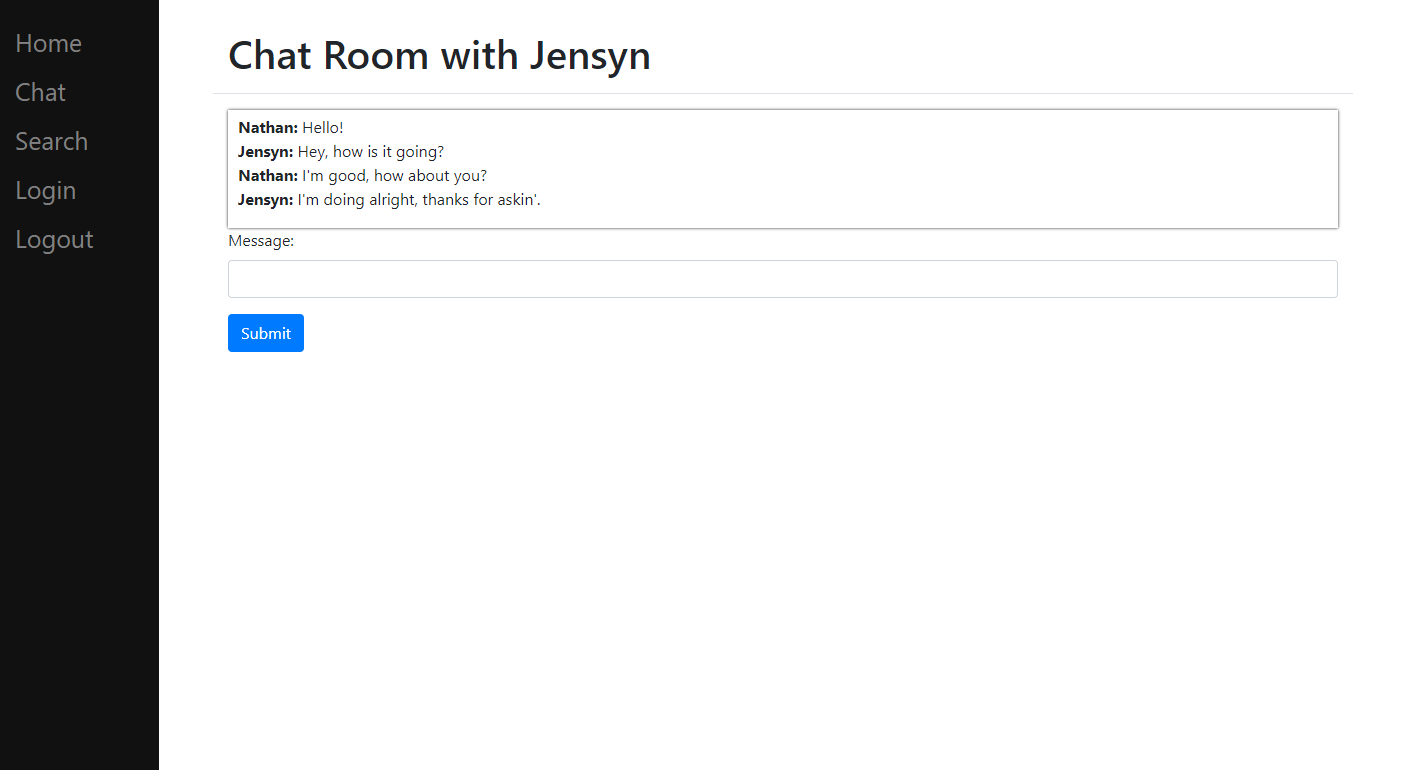 Home
Chat
Search
Login
Logout
Chat Room with Jensyn
Nathan: Hello!
Jensyn: Hey, how is it going?
Nathan: I'm good, how about you?
Jensyn: I'm doing alright, thanks for askin'.
Message:
Submit